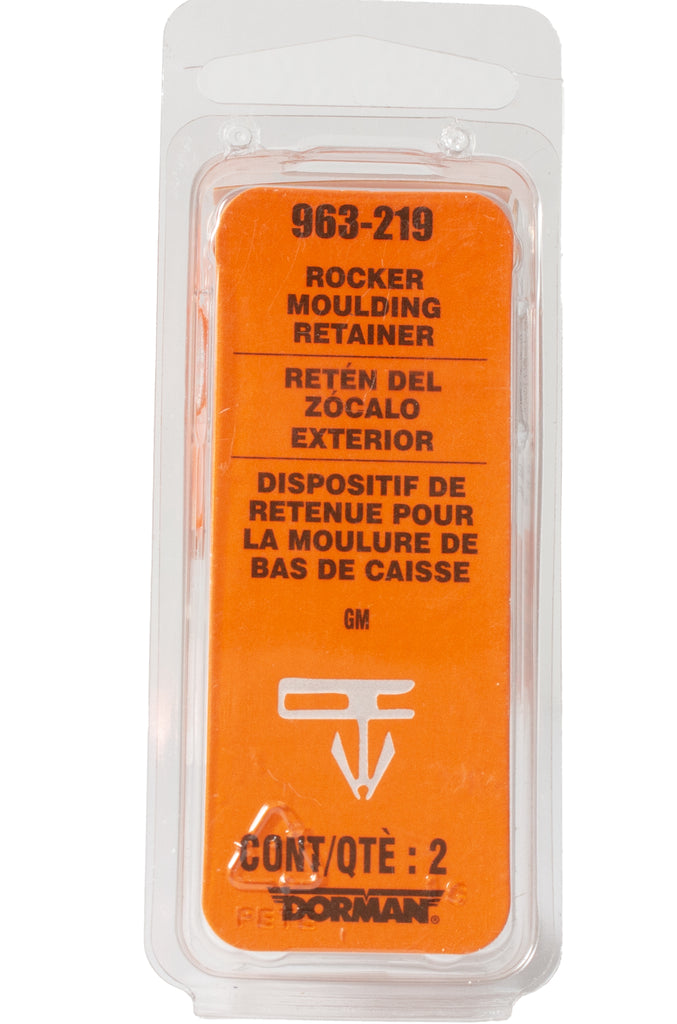 963-219
ROCKER
MOULDING
RETAINER
RETÉN DEL
ZÓCALO
EXTERIOR
DISPOSITIF DE
RETENUE POUR
LA MOULURE DE
BAS DE CAISSE
GM
CONT/QTÈ : 2
DORMAN®